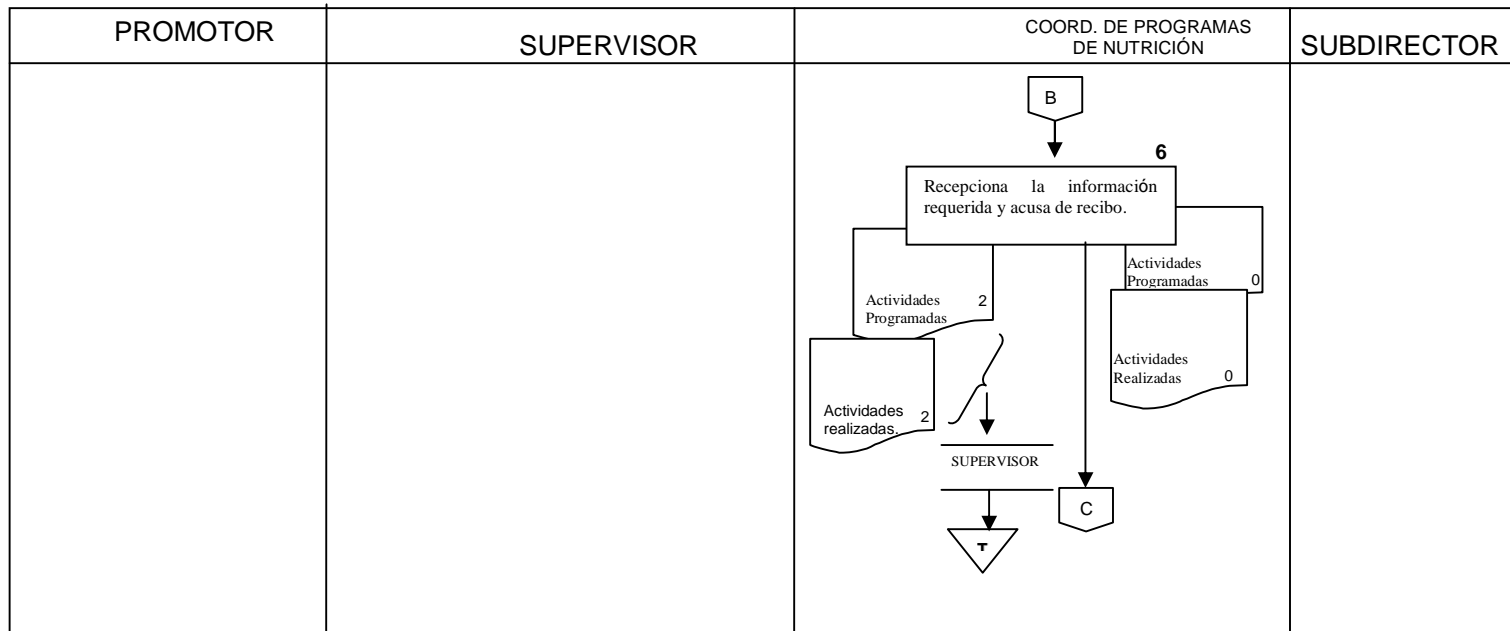 PROMOTOR
SUPERVISOR
COORD. DE PROGRAMAS
DE NUTRICIÓN
SUBDIRECTOR
B
6
Recepciona la información
requerida y acusa de recibo.
Actividades
Programadas 0
Actividades 2
Programadas
Actividades
Realizadas 0
Actividades 2
realizadas.
SUPERVISOR
C
T